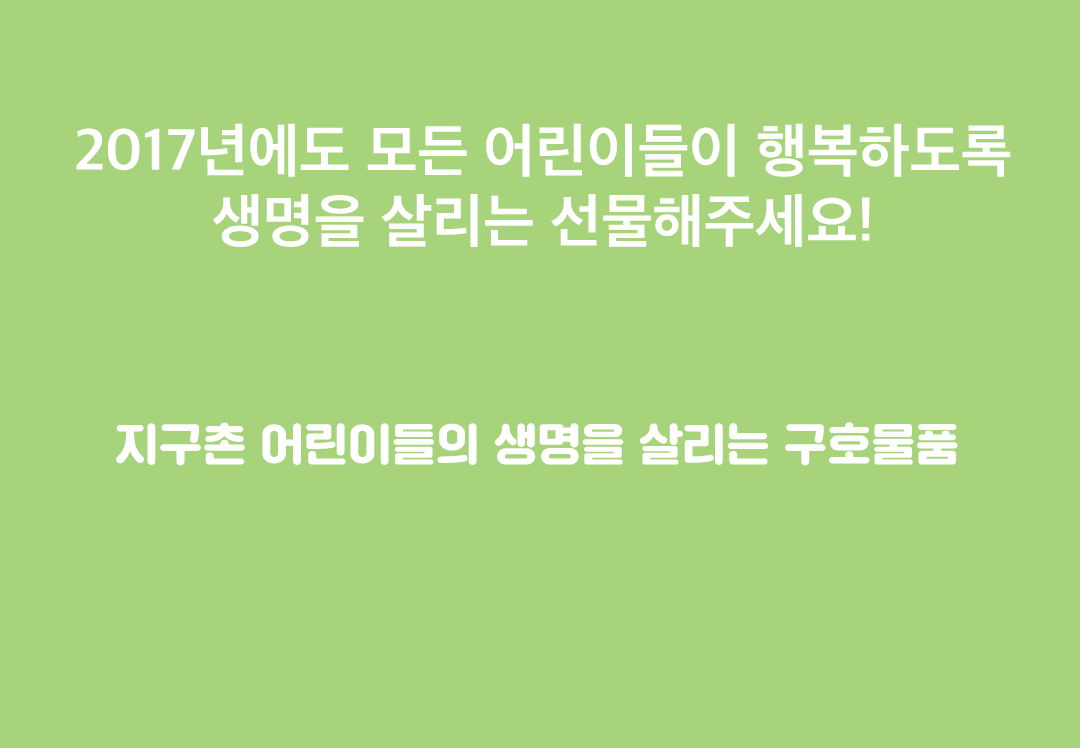 2017년에도 모든 어린이들이 행복하도록
생명을 살리는 선물해주세요!
지구촌 어린이들의 생명을 살리는 구호물품